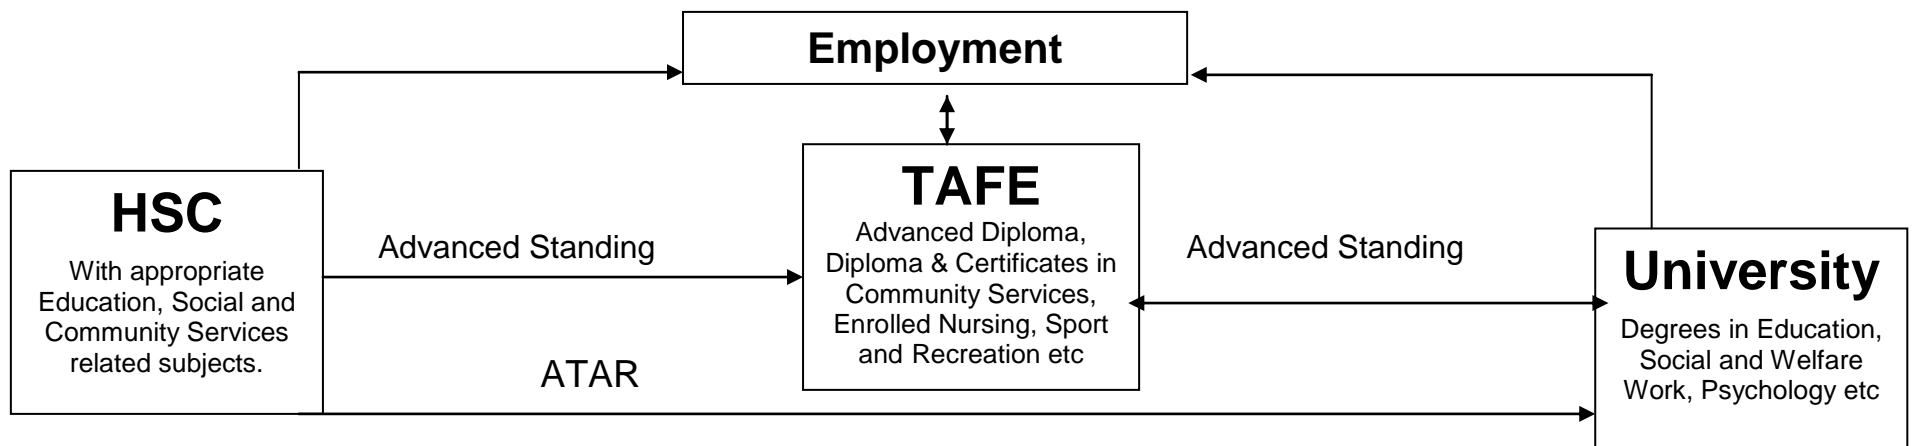 Employment
HSC
With appropriate
Education, Social and
Community Services
related subjects.
Advanced Standing
ATAR
TAFE
Advanced Diploma,
Diploma & Certificates in
Community Services,
Enrolled Nursing, Sport
and Recreation etc
Advanced Standing
University
Degrees in Education,
Social and Welfare
Work, Psychology etc